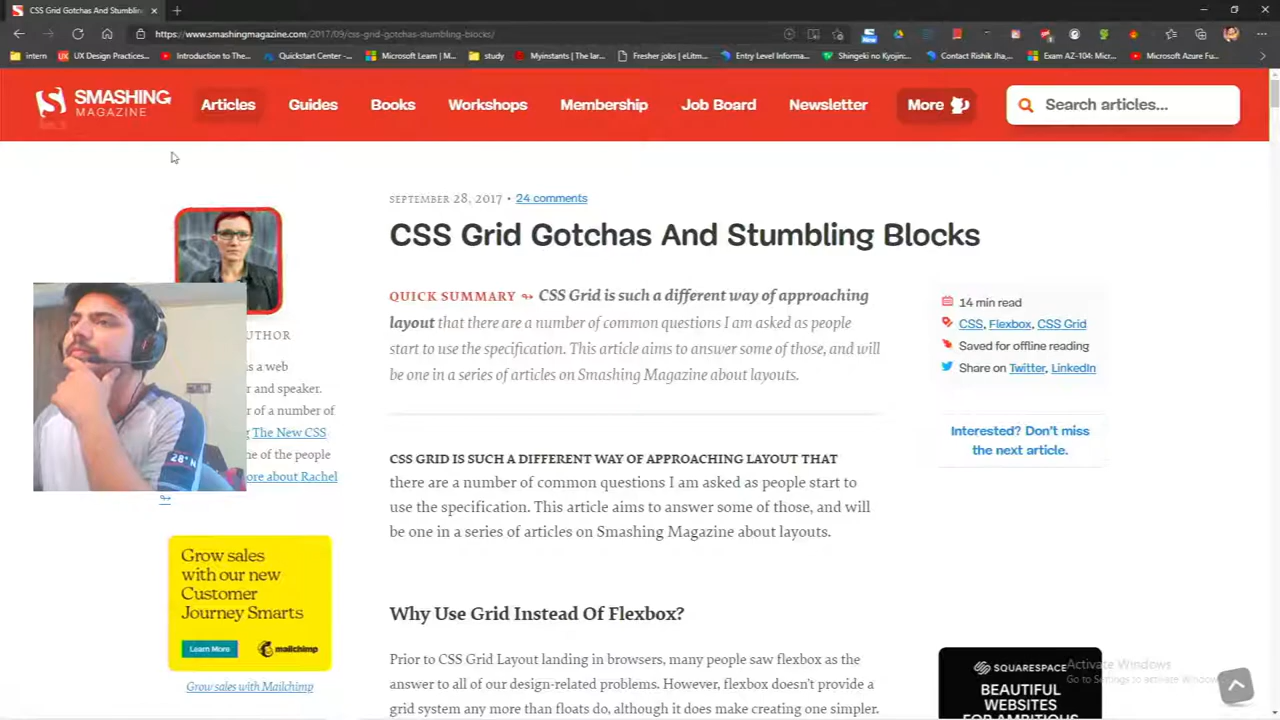 CSS Grid Gotchas And Stumblin
https://www.smashingmagazine.com/2017/09/css-grid-gotchas-stumbling-blocks/
intern
UX Design Practices...
Introduction to The...
Quickstart Center -...
Microsoft Learn | M...
study
Myinstants | The lar...
Fresher jobs | eLitm...
Entry Level Informa...
Shingeki no Kyojin:...
Contact Rishik Jha,...
Exam AZ-104: Micr...
Microsoft Azure Fu...
SMASHING
MAGAZINE
Articles
Guides
Books
Workshops
Membership
Job Board
Newsletter
More
Search articles...
SEPTEMBER 28, 2017 • 24 comments
CSS Grid Gotchas And Stumbling Blocks
QUICK SUMMARY ↬ CSS Grid is such a different way of approaching
layout that there are a number of common questions I am asked as people
start to use the specification. This article aims to answer some of those, and will
be one in a series of articles on Smashing Magazine about layouts.
14 min read
CSS, Flexbox, CSS Grid
Saved for offline reading
Share on Twitter, LinkedIn
Interested? Don't miss
the next article.
UTHOR
s a web
r and speaker.
r of a number of
g The New CSS
ne of the people
ore about Rachel
↬
28° N
CSS GRID IS SUCH A DIFFERENT WAY OF APPROACHING LAYOUT THAT
there are a number of common questions I am asked as people start to
use the specification. This article aims to answer some of those, and will
be one in a series of articles on Smashing Magazine about layouts.
Grow sales
with our new
Customer
Journey Smarts
Learn More
mailchimp
Grow sales with Mailchimp
Why Use Grid Instead Of Flexbox?
Prior to CSS Grid Layout landing in browsers, many people saw flexbox as the
answer to all of our design-related problems. However, flexbox doesn't provide a
grid system any more than floats do, although it does make creating one simpler.
SQUARESPACE
BEAUTIFUL
WEBSITES
FOR AMBITIOUS
Activate Windows
Go to Settings to activate Windows.